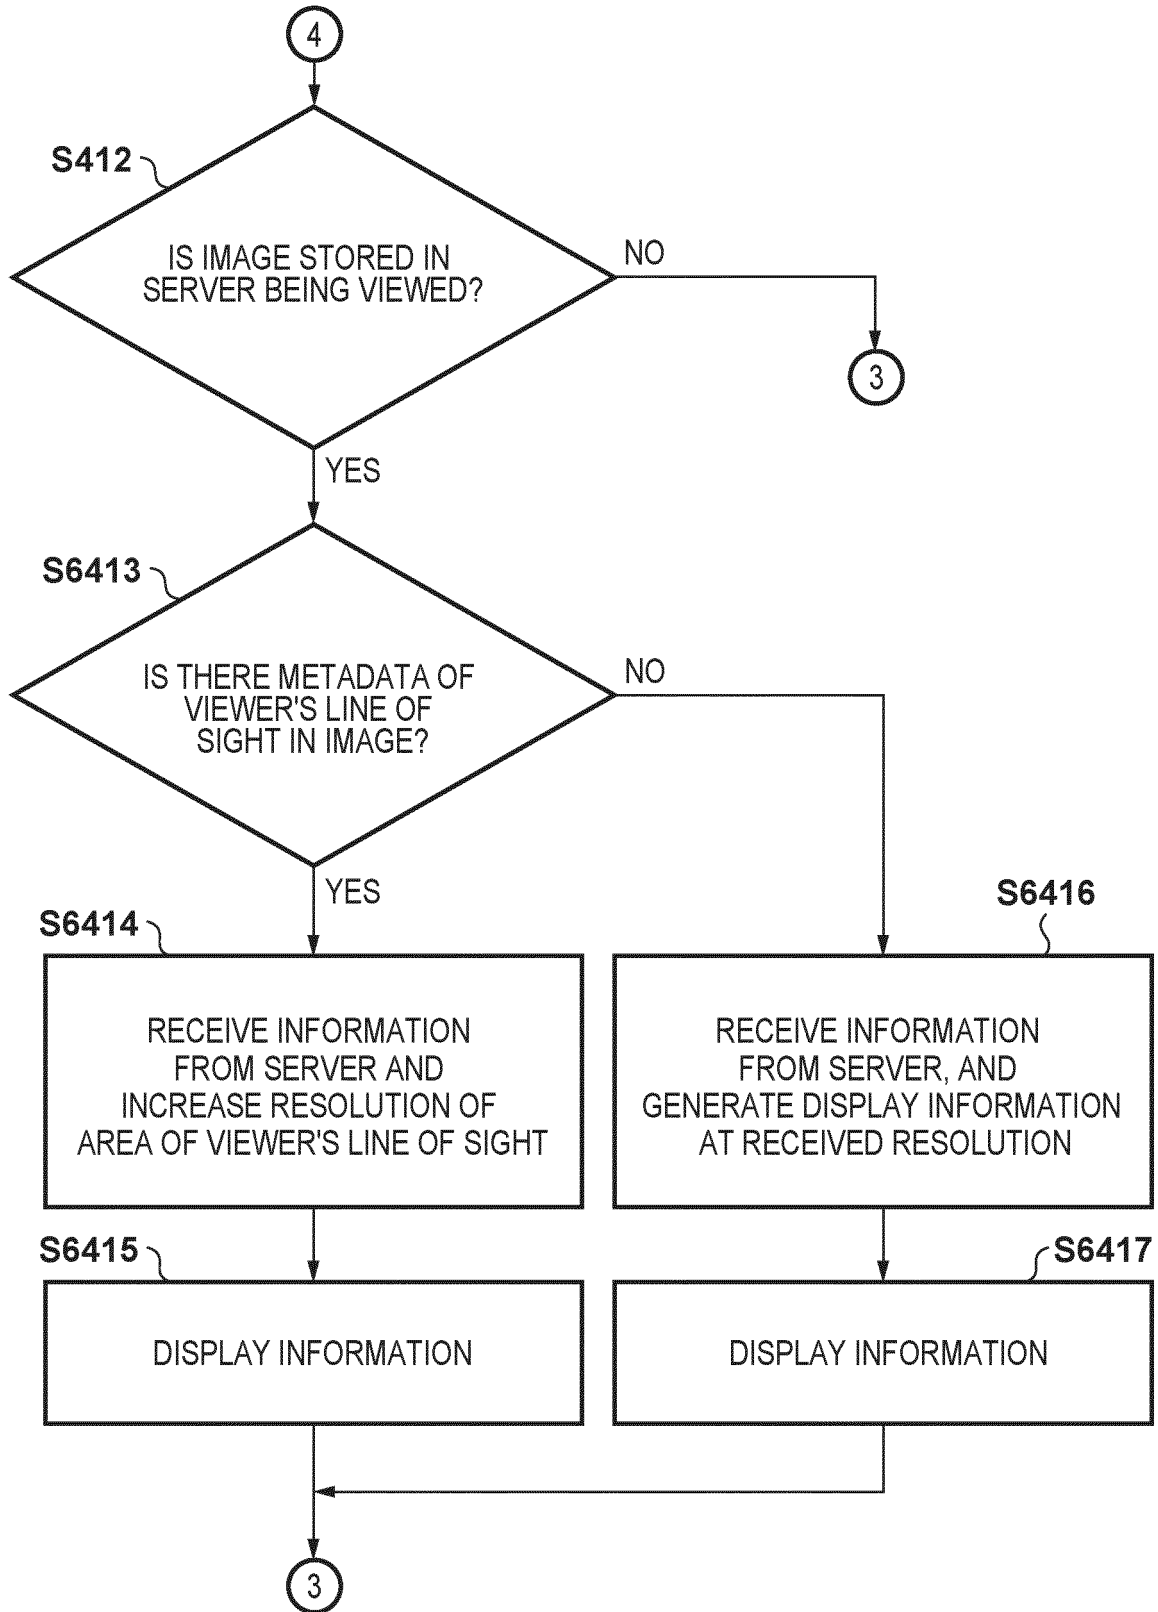 4
S412
IS IMAGE STORED IN
SERVER BEING VIEWED?
NO
3
YES
S6413
IS THERE METADATA OF
VIEWER'S LINE OF
SIGHT IN IMAGE?
NO
YES
S6414
RECEIVE INFORMATION
FROM SERVER AND
INCREASE RESOLUTION OF
AREA OF VIEWER'S LINE OF SIGHT
S6416
RECEIVE INFORMATION
FROM SERVER, AND
GENERATE DISPLAY INFORMATION
AT RECEIVED RESOLUTION
S6415
DISPLAY INFORMATION
S6417
DISPLAY INFORMATION
3